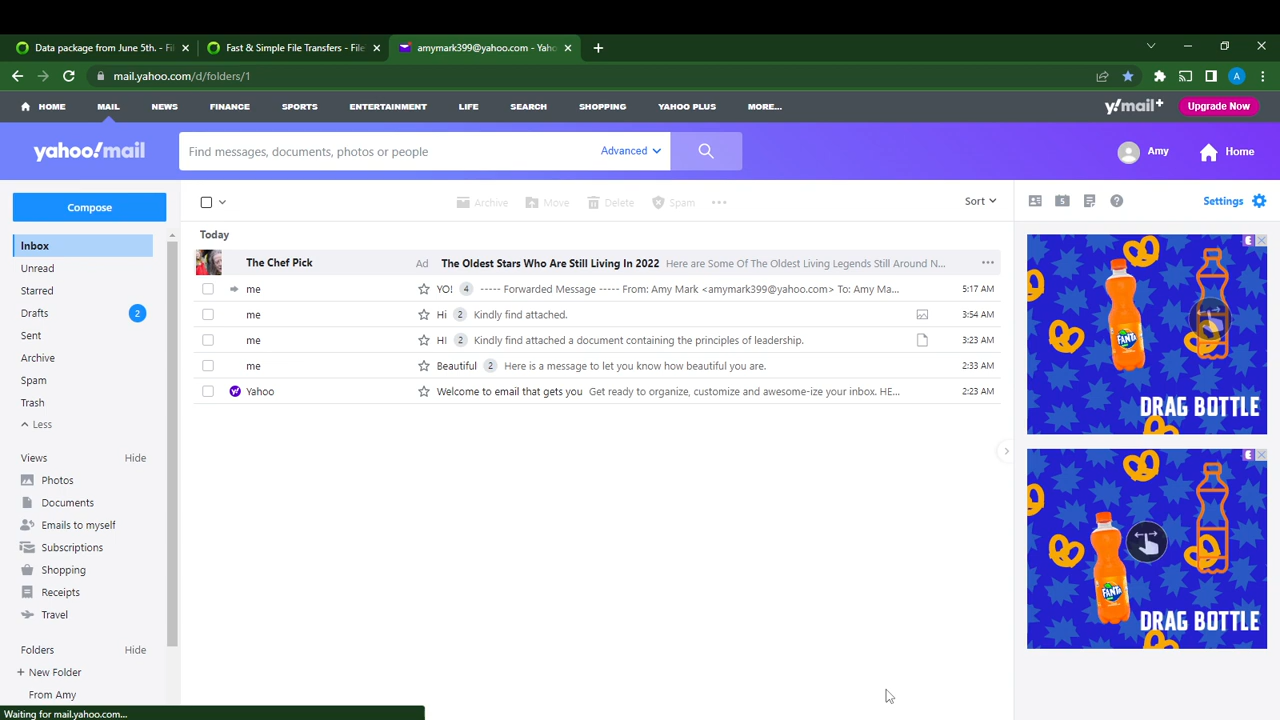 Data package from June 5th. - Fil
Fast & Simple File Transfers - File
amymark399@yahoo.com - Yaho
mail.yahoo.com/d/folders/1
A
HOME MAIL NEWS FINANCE SPORTS ENTERTAINMENT LIFE SEARCH SHOPPING YAHOO PLUS MORE... y!mail+ Upgrade Now
yahoo!mail Find messages, documents, photos or people Advanced Amy Home
Compose
Archive Move Delete Spam ••• Sort
5
Settings
Inbox
Unread
Starred
Drafts 2
Sent
Archive
Spam
Trash
Less
Views Hide
Photos
Documents
Emails to myself
Subscriptions
Shopping
Receipts
Travel
Folders Hide
+ New Folder
From Amy
Waiting for mail.yahoo.com...
Today
The Chef Pick Ad The Oldest Stars Who Are Still Living In 2022 Here are Some Of The Oldest Living Legends Still Around N...
me YO! 4 ----- Forwarded Message ----- From: Amy Mark <amymark399@yahoo.com> To: Amy Ma... 5:17 AM
me Hi 2 Kindly find attached. 3:54 AM
me HI 2 Kindly find attached a document containing the principles of leadership. 3:23 AM
me Beautiful 2 Here is a message to let you know how beautiful you are. 2:33 AM
y! Yahoo Welcome to email that gets you Get ready to organize, customize and awesome-ize your inbox. HE... 2:23 AM
FANTA
DRAG BOTTLE
FANTA
DRAG BOTTLE